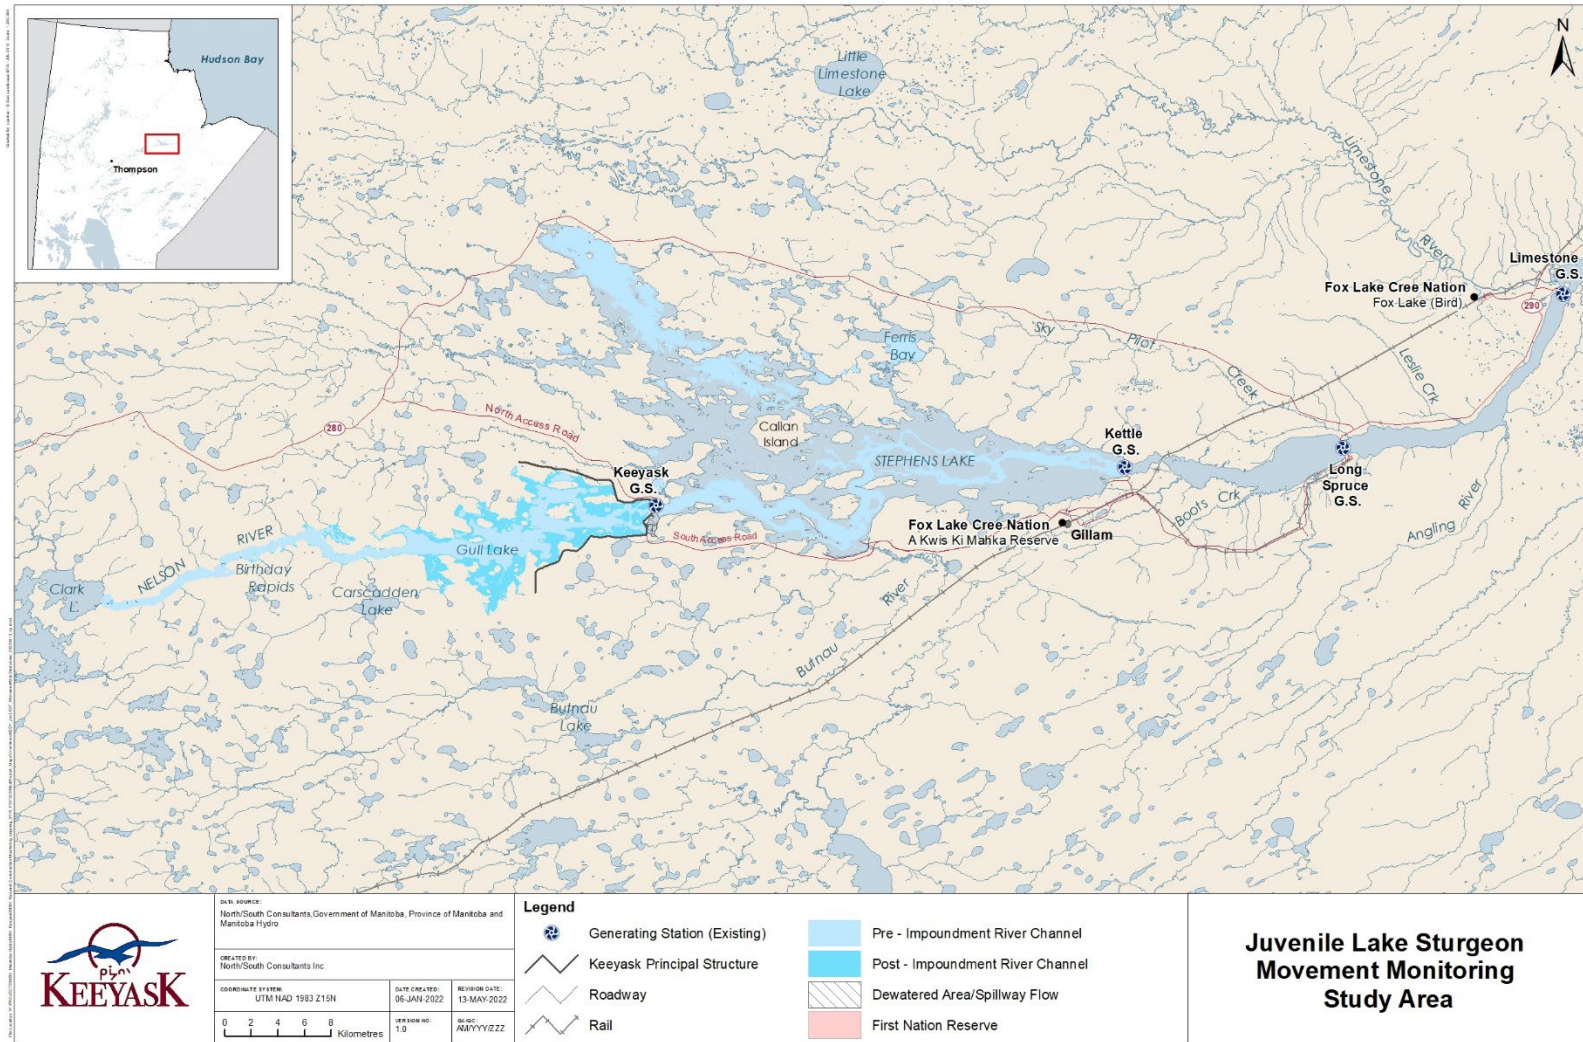 Hudson Bay
Thompson
N
Little
Limestone
Lake
Limestone
River
Limestone
G.S.
Fox Lake Cree Nation
Fox Lake (Bird)
290
Sky
Pilot
Creek
Leslie Crk
Ferris
Bay
North Access Road
280
Callan
Island
Kettle
G.S.
STEPHENS LAKE
Keeyask
G.S.
Long
Spruce
G.S.
Boots Crk
Angling River
Fox Lake Cree Nation
A Kwis Ki Mahka Reserve
Gillam
South Access Road
NELSON RIVER
Gull Lake
Birthday
Rapids
Clark
L.
Carscadden
Lake
Butnau River
Butnau
Lake
KEEYASK
DATA SOURCE:
North/South Consultants,Government of Manitoba, Province of Manitoba and
Manitoba Hydro
CREATED BY:
North/South Consultants Inc.
COORDINATE SYSTEM:
UTM NAD 1983 Z15N
DATE CREATED:
06-JAN-2022
REVISION DATE:
13-MAY-2022
0 2 4 6 8 Kilometres
VERSION NO:
1.0
QA/QC:
AM/YYY/ZZZ
Legend
Generating Station (Existing)
Keeyask Principal Structure
Roadway
Rail
Pre - Impoundment River Channel
Post - Impoundment River Channel
Dewatered Area/Spillway Flow
First Nation Reserve
Juvenile Lake Sturgeon
Movement Monitoring
Study Area